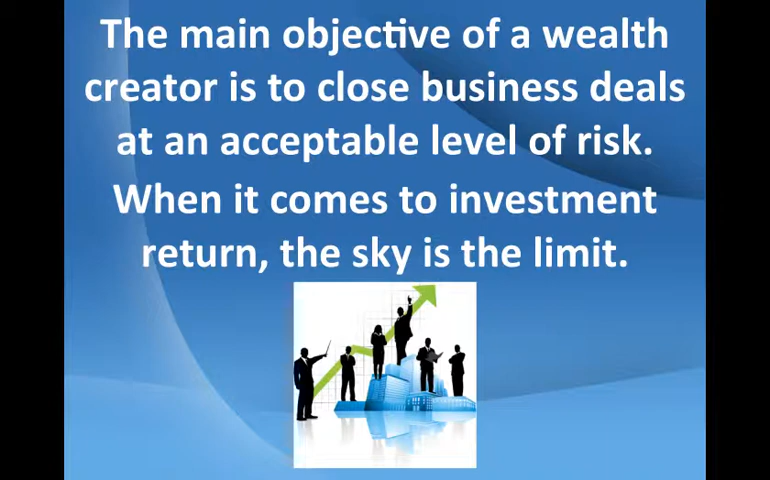 The main objective of a wealth
creator is to close business deals
at an acceptable level of risk.
When it comes to investment
return, the sky is the limit.